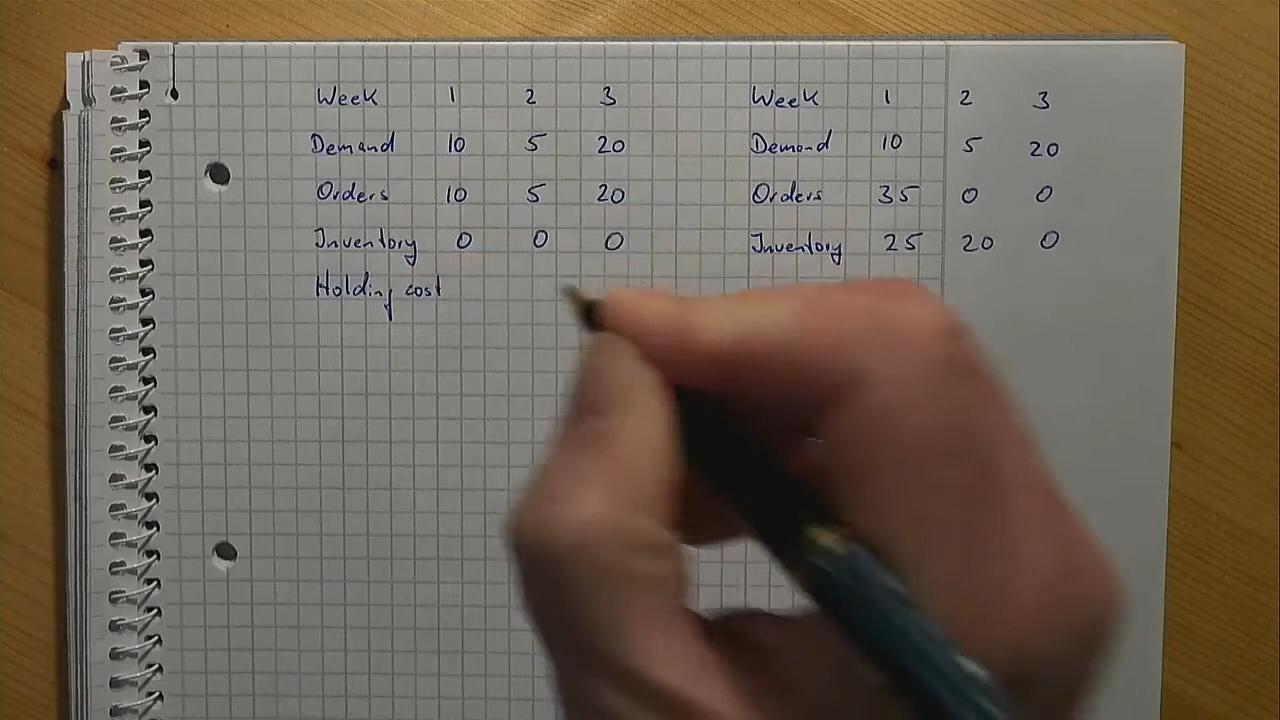 Week 1 2 3
Demand 10 5 20
Orders 10 5 20
Inventory 0 0 0
Holding cost
Week 1 2 3
Demand 10 5 20
Orders 35 0 0
Inventory 25 20 0